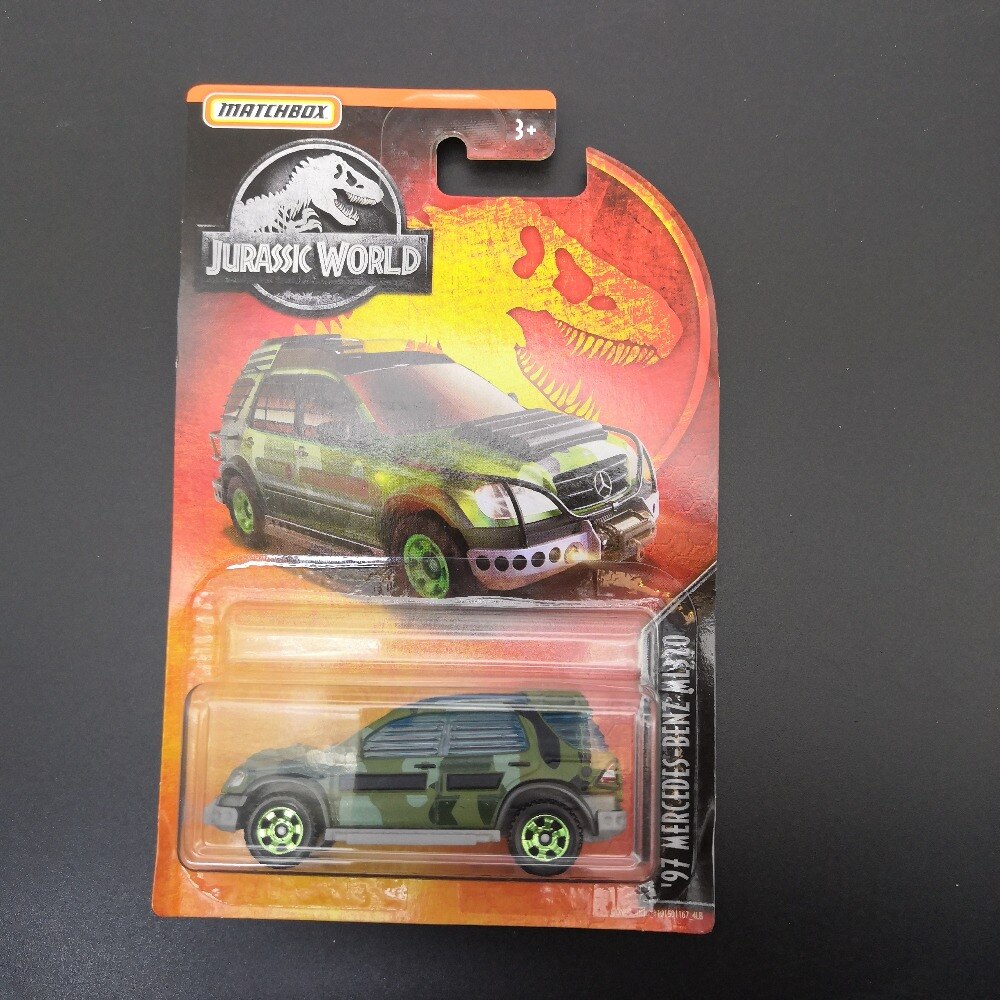 MATCHBOX
3+
JURASSIC WORLD
'97 MERCEDES-BENZ ML320